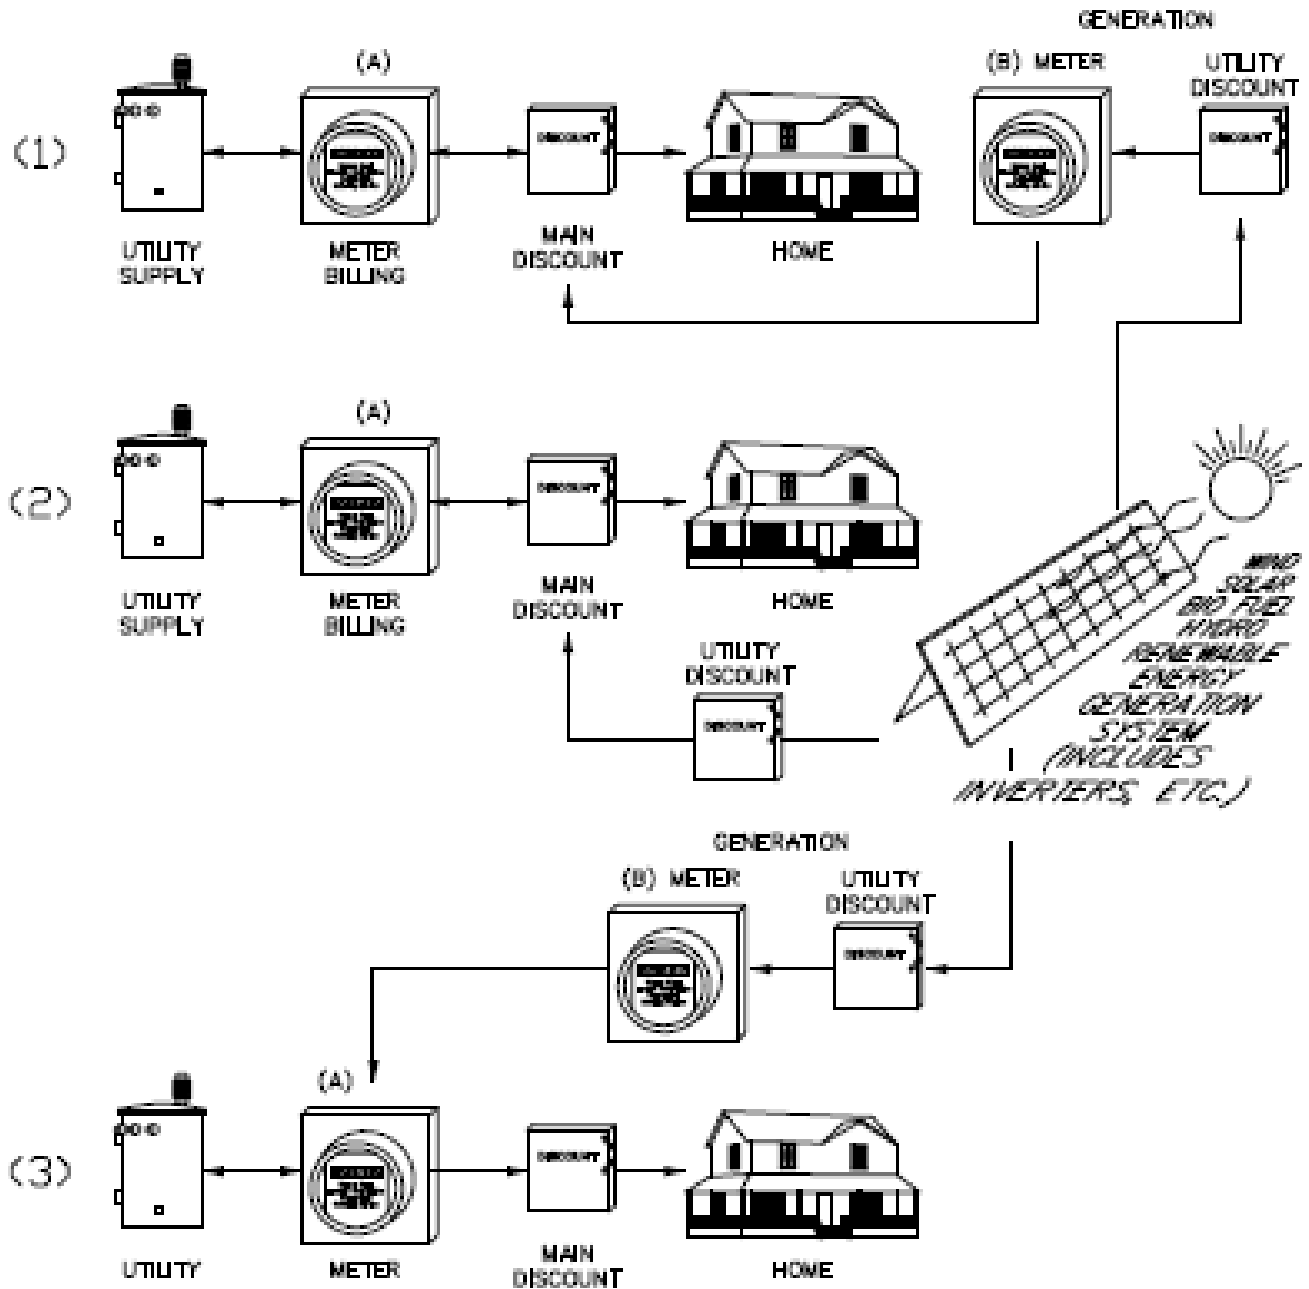 GENERATION
(A)
(B) METER
UTILITY
DISCOUNT
(1)
DISCOUNT
DISCOUNT
UTILITY
SUPPLY
METER
BILLING
MAIN
DISCOUNT
HOME
(A)
(2)
DISCOUNT
UTILITY
SUPPLY
METER
BILLING
MAIN
DISCOUNT
HOME
WIND
SOLAR
BIO FUEL
HYDRO
RENEWABLE
ENERGY
GENERATION
SYSTEM
(INCLUDES
INVERTERS, ETC.)
UTILITY
DISCOUNT
DISCOUNT
GENERATION
(B) METER
UTILITY
DISCOUNT
DISCOUNT
(A)
(3)
DISCOUNT
UTILITY
METER
MAIN
DISCOUNT
HOME